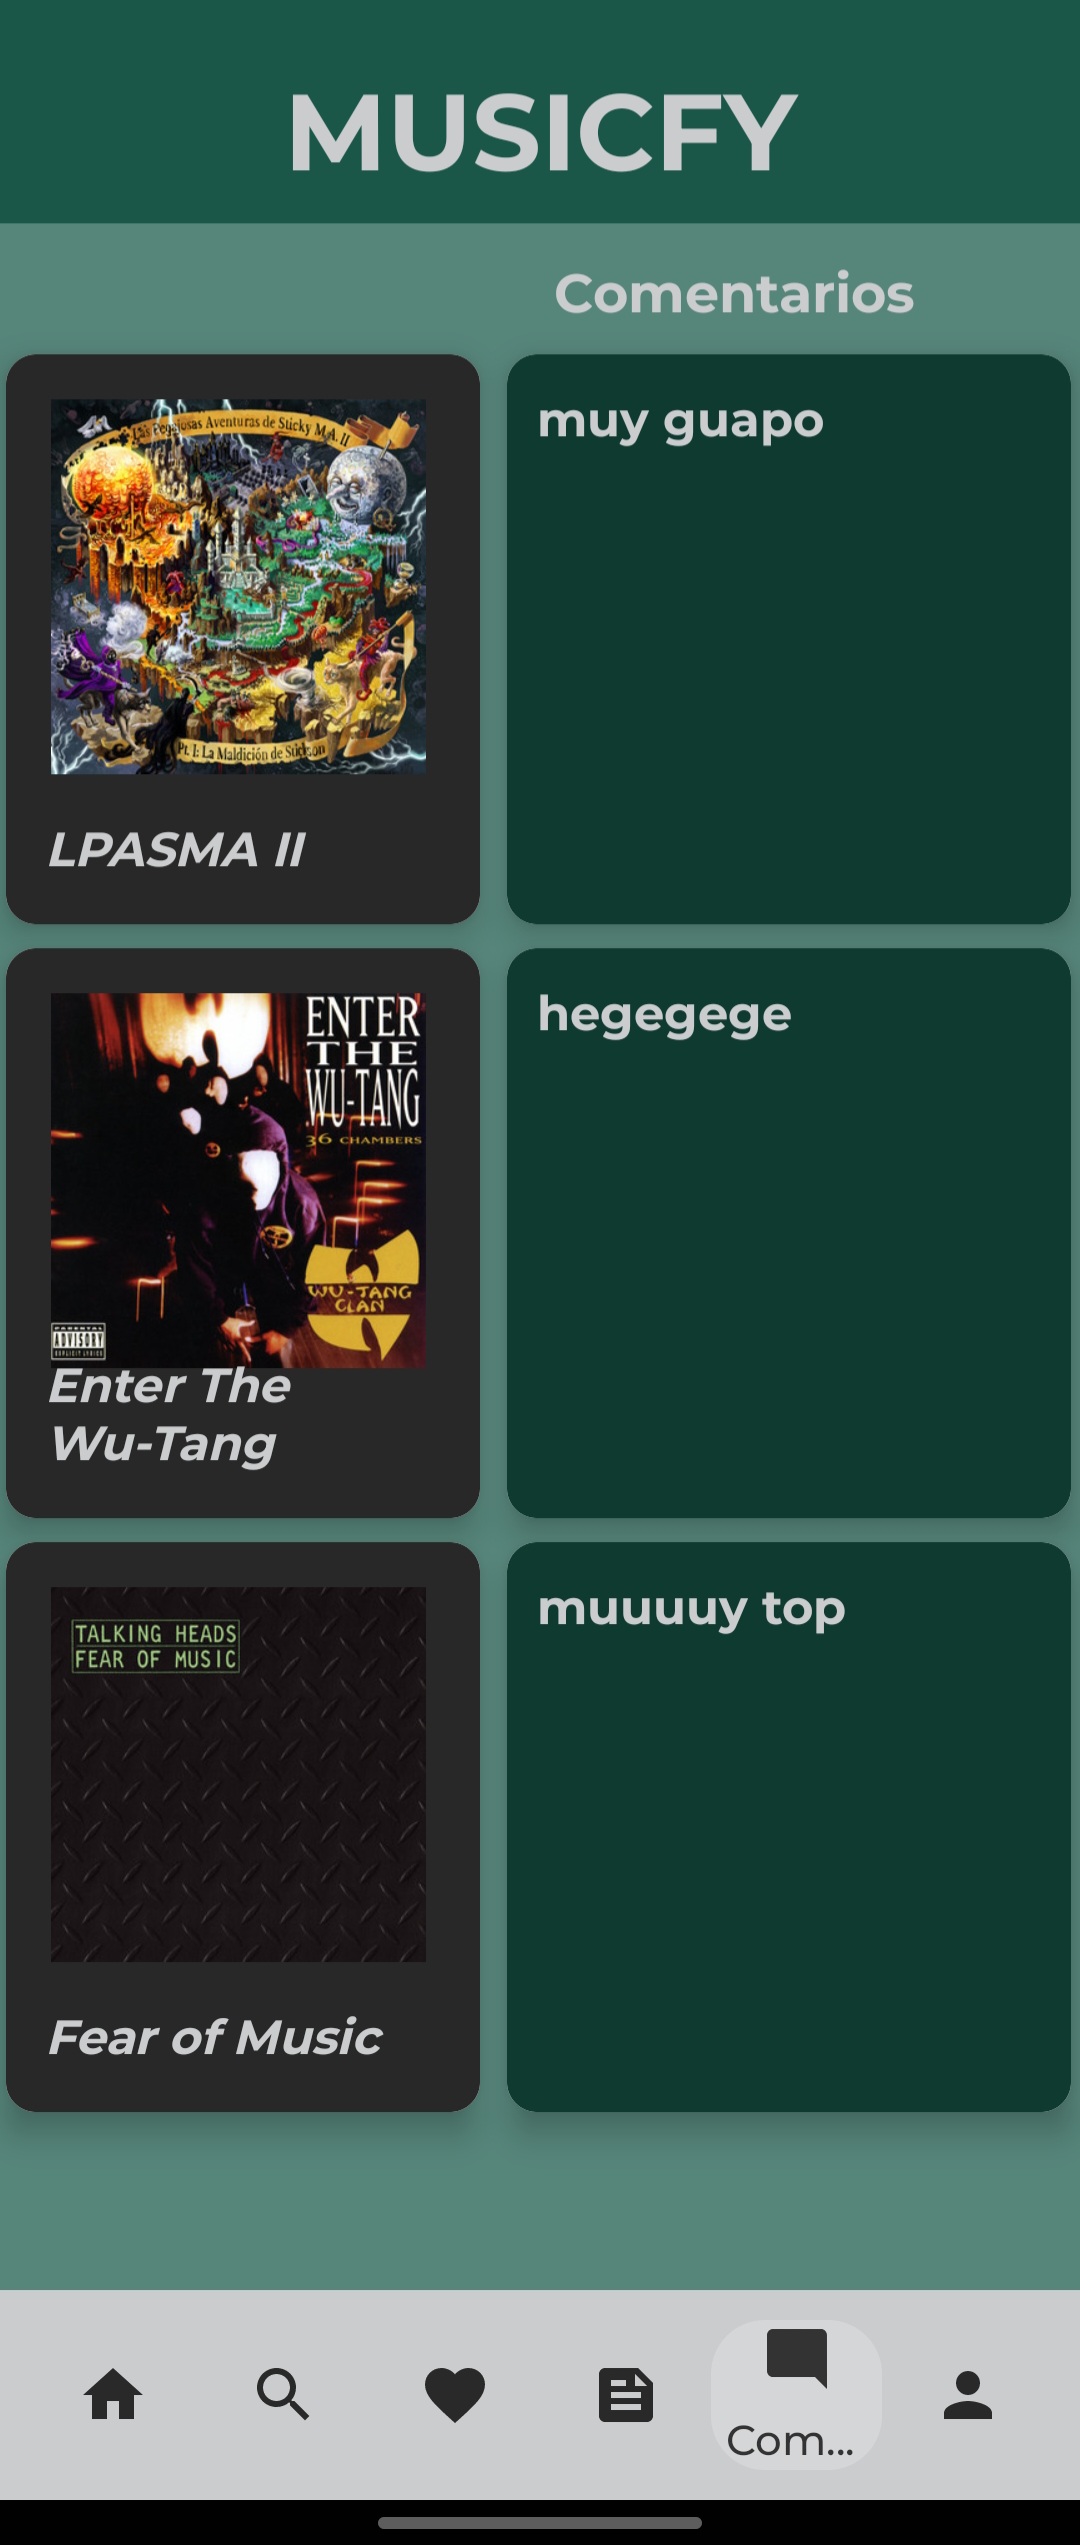 MUSICFY
Comentarios
Las Pegajosas Aventuras de Sticky M.A. II
Pt. I: La Maldición de Stickson
LPASMA II
muy guapo
ENTER
THE
WU-TANG
36 CHAMBERS
WU-TANG
CLAN
PARENTAL
ADVISORY
EXPLICIT LYRICS
Enter The
Wu-Tang
hegegege
TALKING HEADS
FEAR OF MUSIC
Fear of Music
muuuuy top
Com...